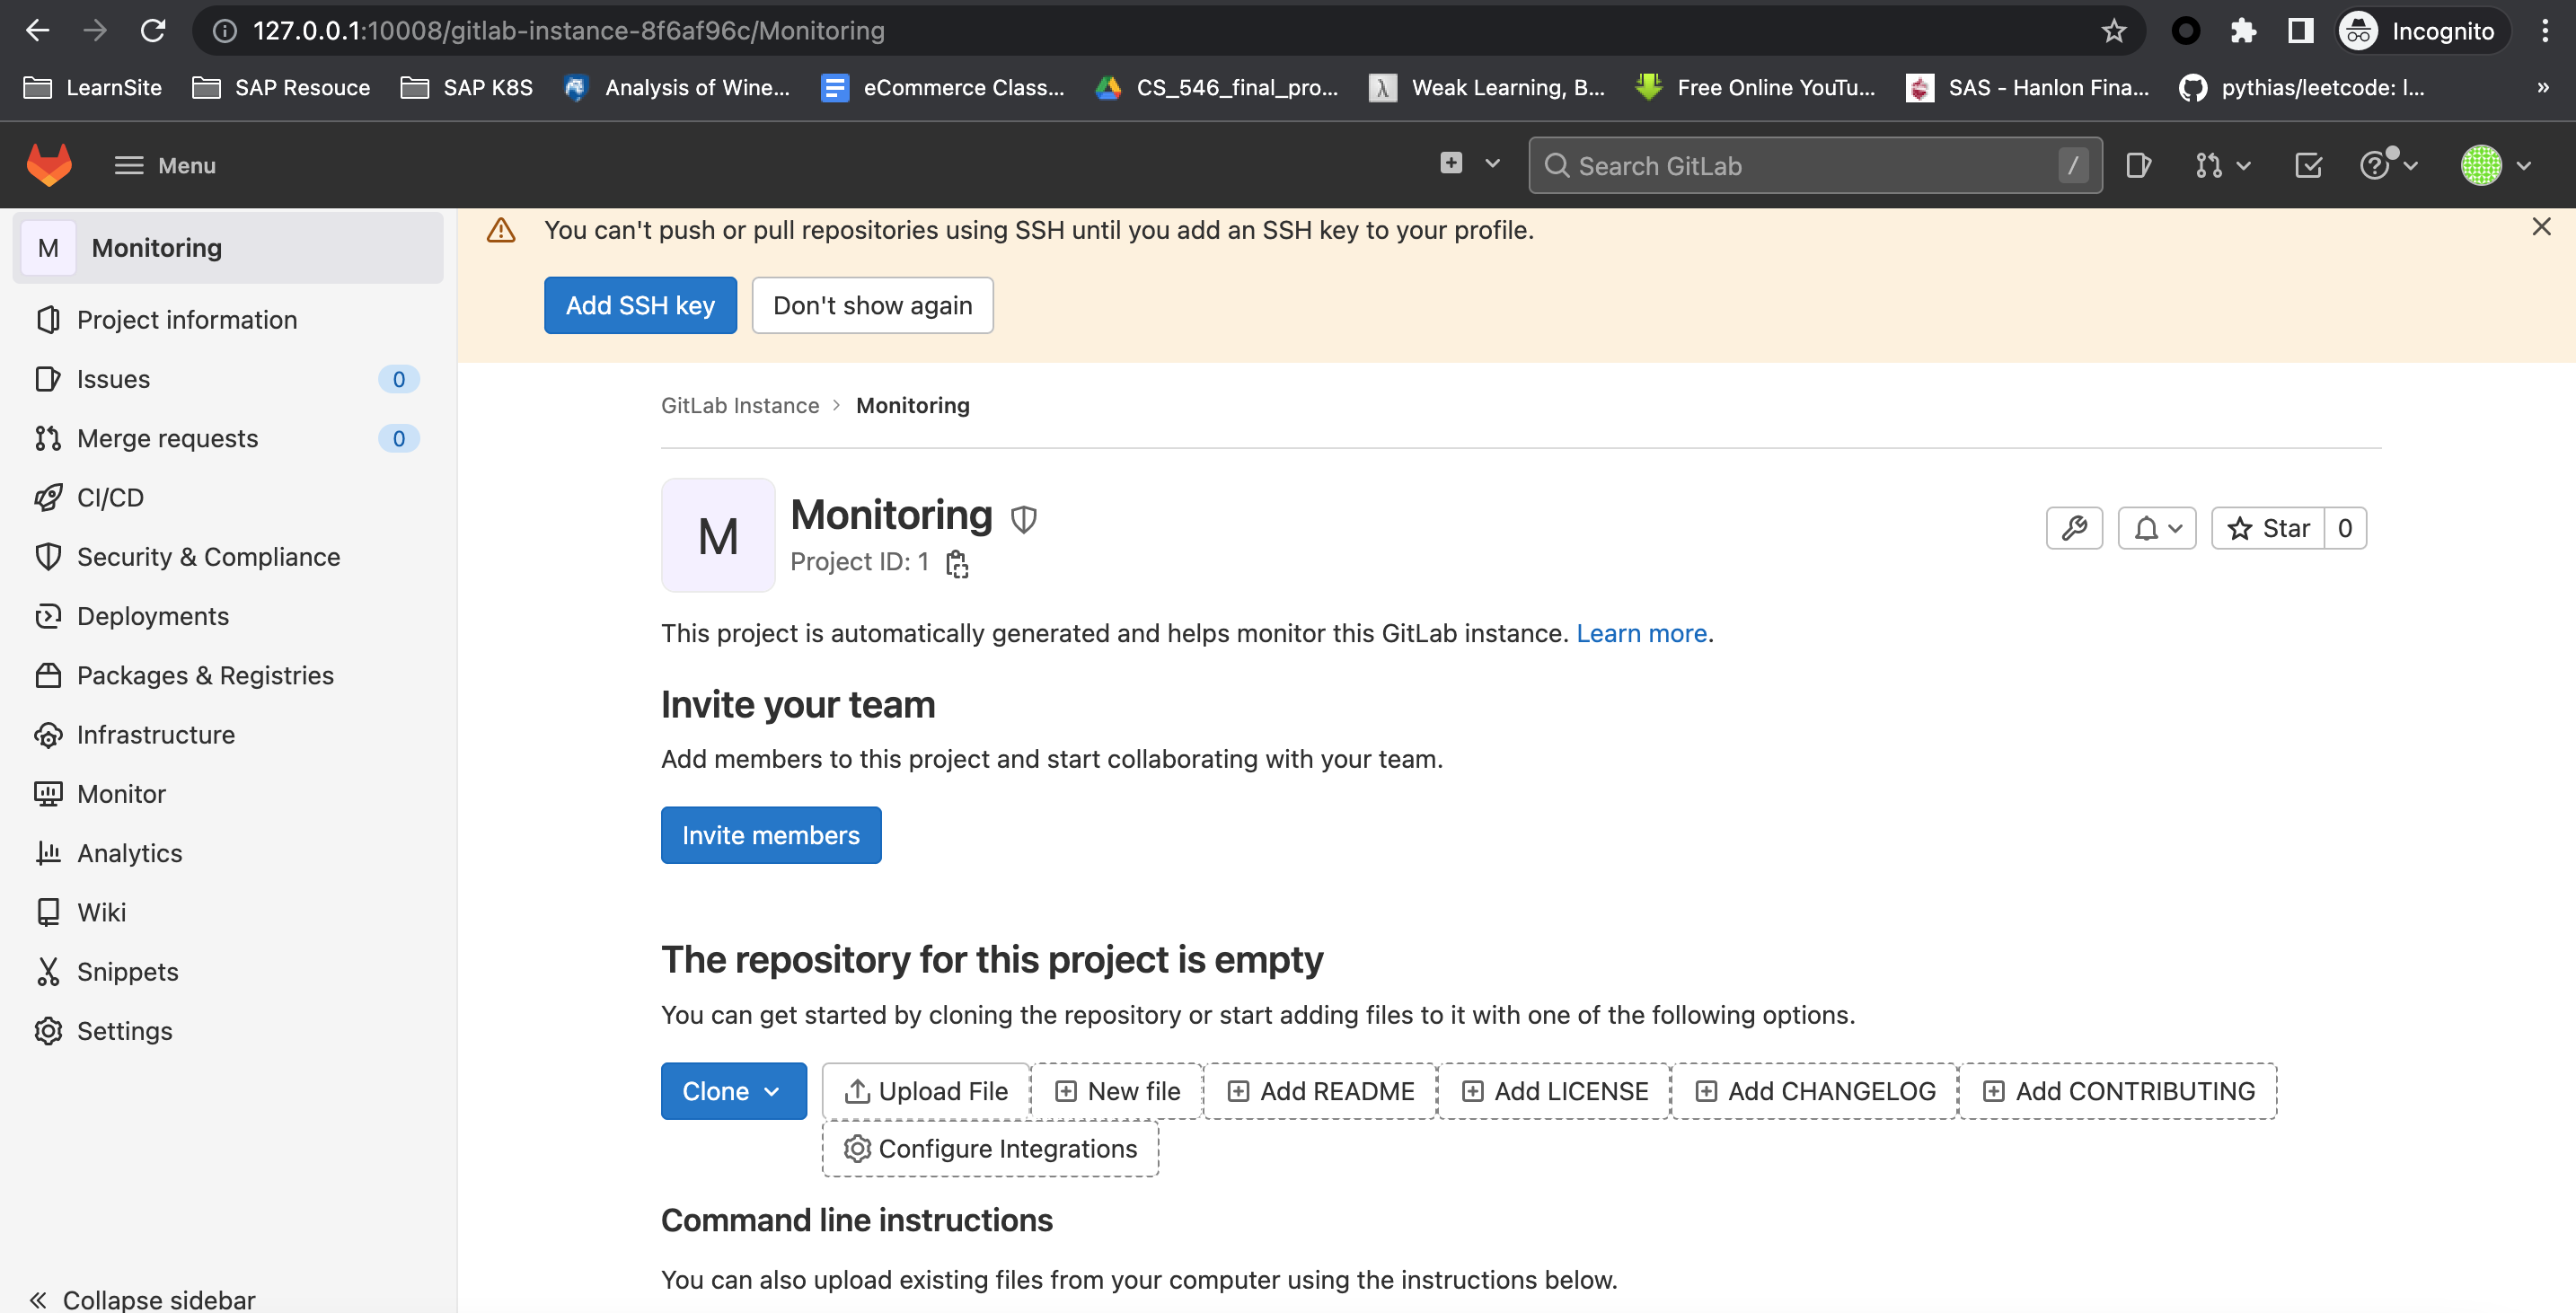 127.0.0.1:10008/gitlab-instance-8f6af96c/Monitoring
Incognito
LearnSite
SAP Resouce
SAP K8S
Analysis of Wine...
eCommerce Class...
CS_546_final_pro...
Weak Learning, B...
Free Online YouTu...
SAS - Hanlon Fina...
pythias/leetcode: l...
»
Menu
Search GitLab
/
M Monitoring
Project information
Issues 0
Merge requests 0
CI/CD
Security & Compliance
Deployments
Packages & Registries
Infrastructure
Monitor
Analytics
Wiki
Snippets
Settings
Collapse sidebar
You can't push or pull repositories using SSH until you add an SSH key to your profile.
Add SSH key
Don't show again
GitLab Instance > Monitoring
M
Monitoring
Project ID: 1
Star 0
This project is automatically generated and helps monitor this GitLab instance. Learn more.
Invite your team
Add members to this project and start collaborating with your team.
Invite members
The repository for this project is empty
You can get started by cloning the repository or start adding files to it with one of the following options.
Clone
Upload File
New file
Add README
Add LICENSE
Add CHANGELOG
Add CONTRIBUTING
Configure Integrations
Command line instructions
You can also upload existing files from your computer using the instructions below.